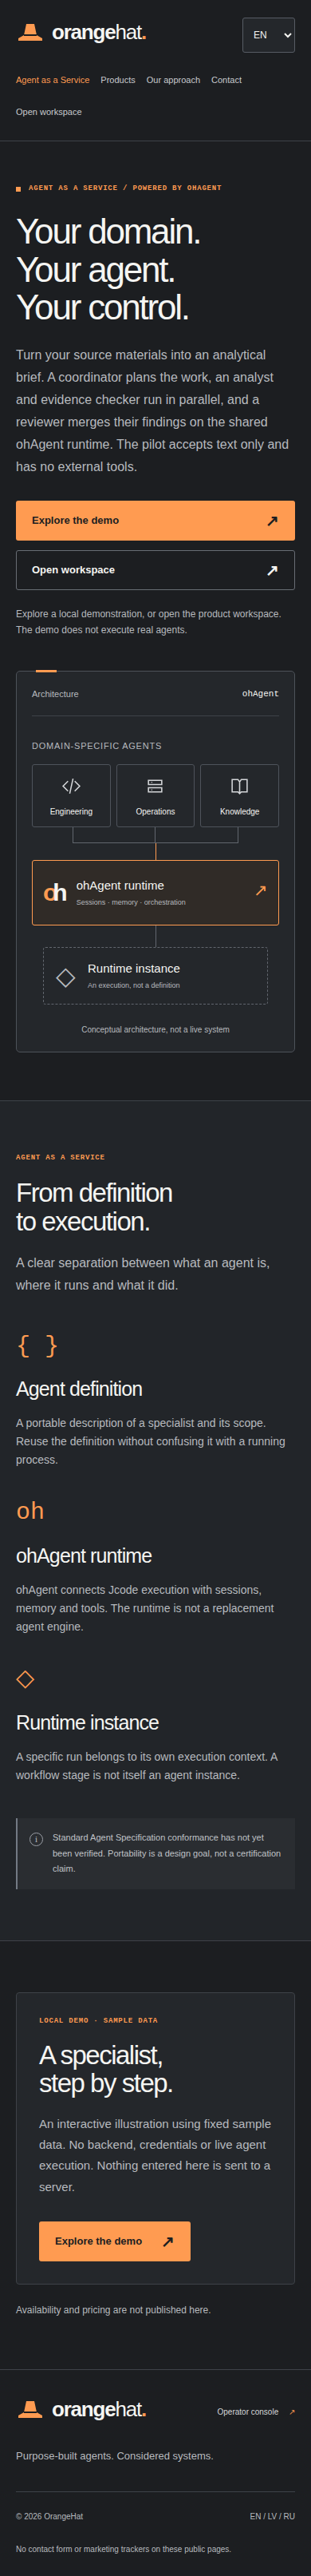 orangehat.
EN
Agent as a Service Products Our approach Contact
Open workspace
AGENT AS A SERVICE / POWERED BY OHAGENT
Your domain.
Your agent.
Your control.
Turn your source materials into an analytical
brief. A coordinator plans the work, an analyst
and evidence checker run in parallel, and a
reviewer merges their findings on the shared
ohAgent runtime. The pilot accepts text only and
has no external tools.
Explore the demo ↗
Open workspace ↗
Explore a local demonstration, or open the product workspace.
The demo does not execute real agents.
Architecture ohAgent
DOMAIN-SPECIFIC AGENTS
Engineering Operations Knowledge
oh ohAgent runtime ↗
Sessions · memory · orchestration
Runtime instance
An execution, not a definition
Conceptual architecture, not a live system
AGENT AS A SERVICE
From definition
to execution.
A clear separation between what an agent is,
where it runs and what it did.
{ }
Agent definition
A portable description of a specialist and its scope.
Reuse the definition without confusing it with a running
process.
oh
ohAgent runtime
ohAgent connects Jcode execution with sessions,
memory and tools. The runtime is not a replacement
agent engine.
◇
Runtime instance
A specific run belongs to its own execution context. A
workflow stage is not itself an agent instance.
i Standard Agent Specification conformance has not yet
been verified. Portability is a design goal, not a certification
claim.
LOCAL DEMO · SAMPLE DATA
A specialist,
step by step.
An interactive illustration using fixed sample
data. No backend, credentials or live agent
execution. Nothing entered here is sent to a
server.
Explore the demo ↗
Availability and pricing are not published here.
orangehat. Operator console ↗
Purpose-built agents. Considered systems.
© 2026 OrangeHat EN / LV / RU
No contact form or marketing trackers on these public pages.